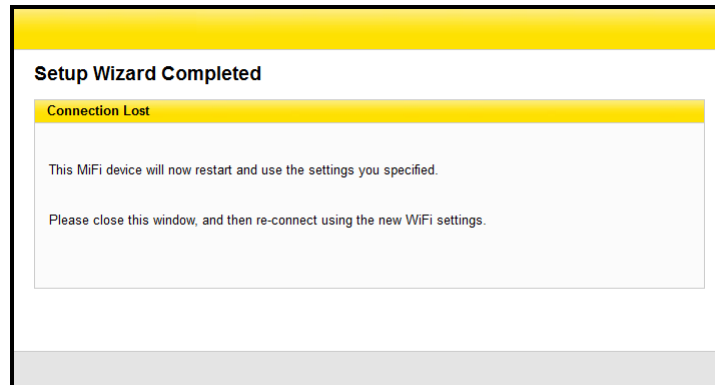 Setup Wizard Completed
Connection Lost
This MiFi device will now restart and use the settings you specified.
Please close this window, and then re-connect using the new WiFi settings.